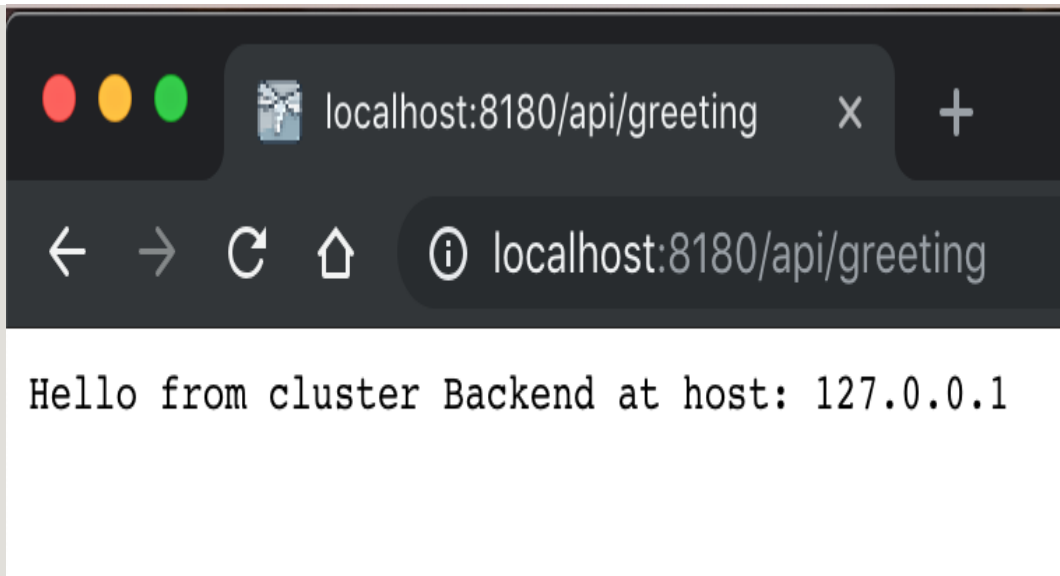 localhost:8180/api/greeting
localhost:8180/api/greeting
Hello from cluster Backend at host: 127.0.0.1